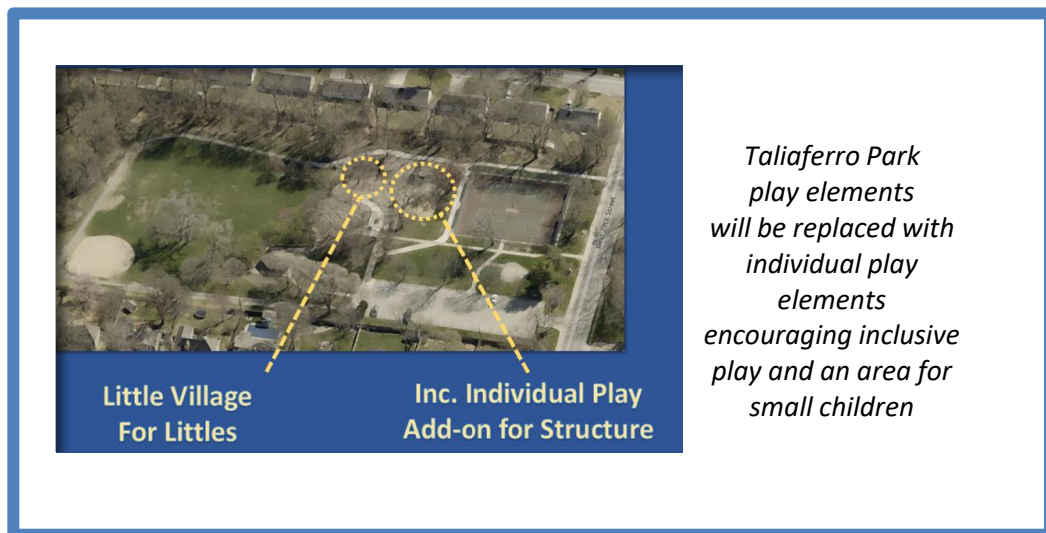 Little Village
For Littles
Inc. Individual Play
Add-on for Structure
Taliaferro Park
play elements
will be replaced with
individual play
elements
encouraging inclusive
play and an area for
small children